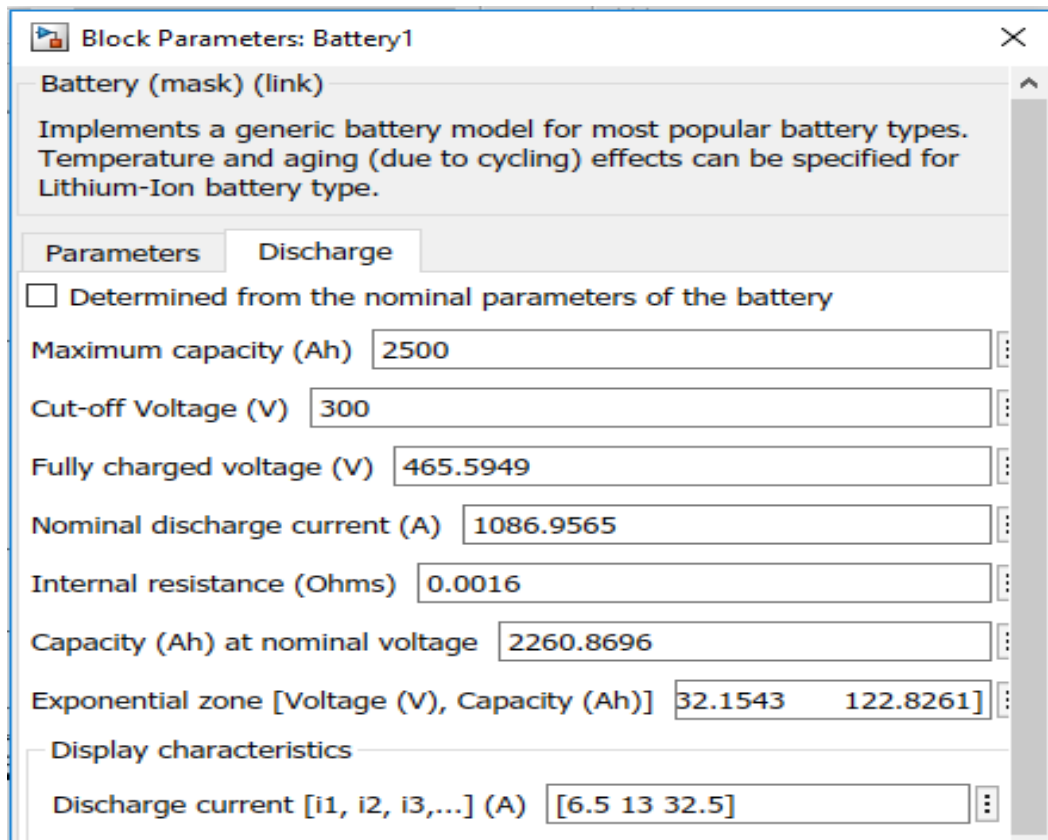 Block Parameters: Battery1
Battery (mask) (link)
Implements a generic battery model for most popular battery types.
Temperature and aging (due to cycling) effects can be specified for
Lithium-Ion battery type.
Parameters Discharge
Determined from the nominal parameters of the battery
Maximum capacity (Ah) 2500
Cut-off Voltage (V) 300
Fully charged voltage (V) 465.5949
Nominal discharge current (A) 1086.9565
Internal resistance (Ohms) 0.0016
Capacity (Ah) at nominal voltage 2260.8696
Exponential zone [Voltage (V), Capacity (Ah)] 32.1543 122.8261]
Display characteristics
Discharge current [i1, i2, i3,...] (A) [6.5 13 32.5]